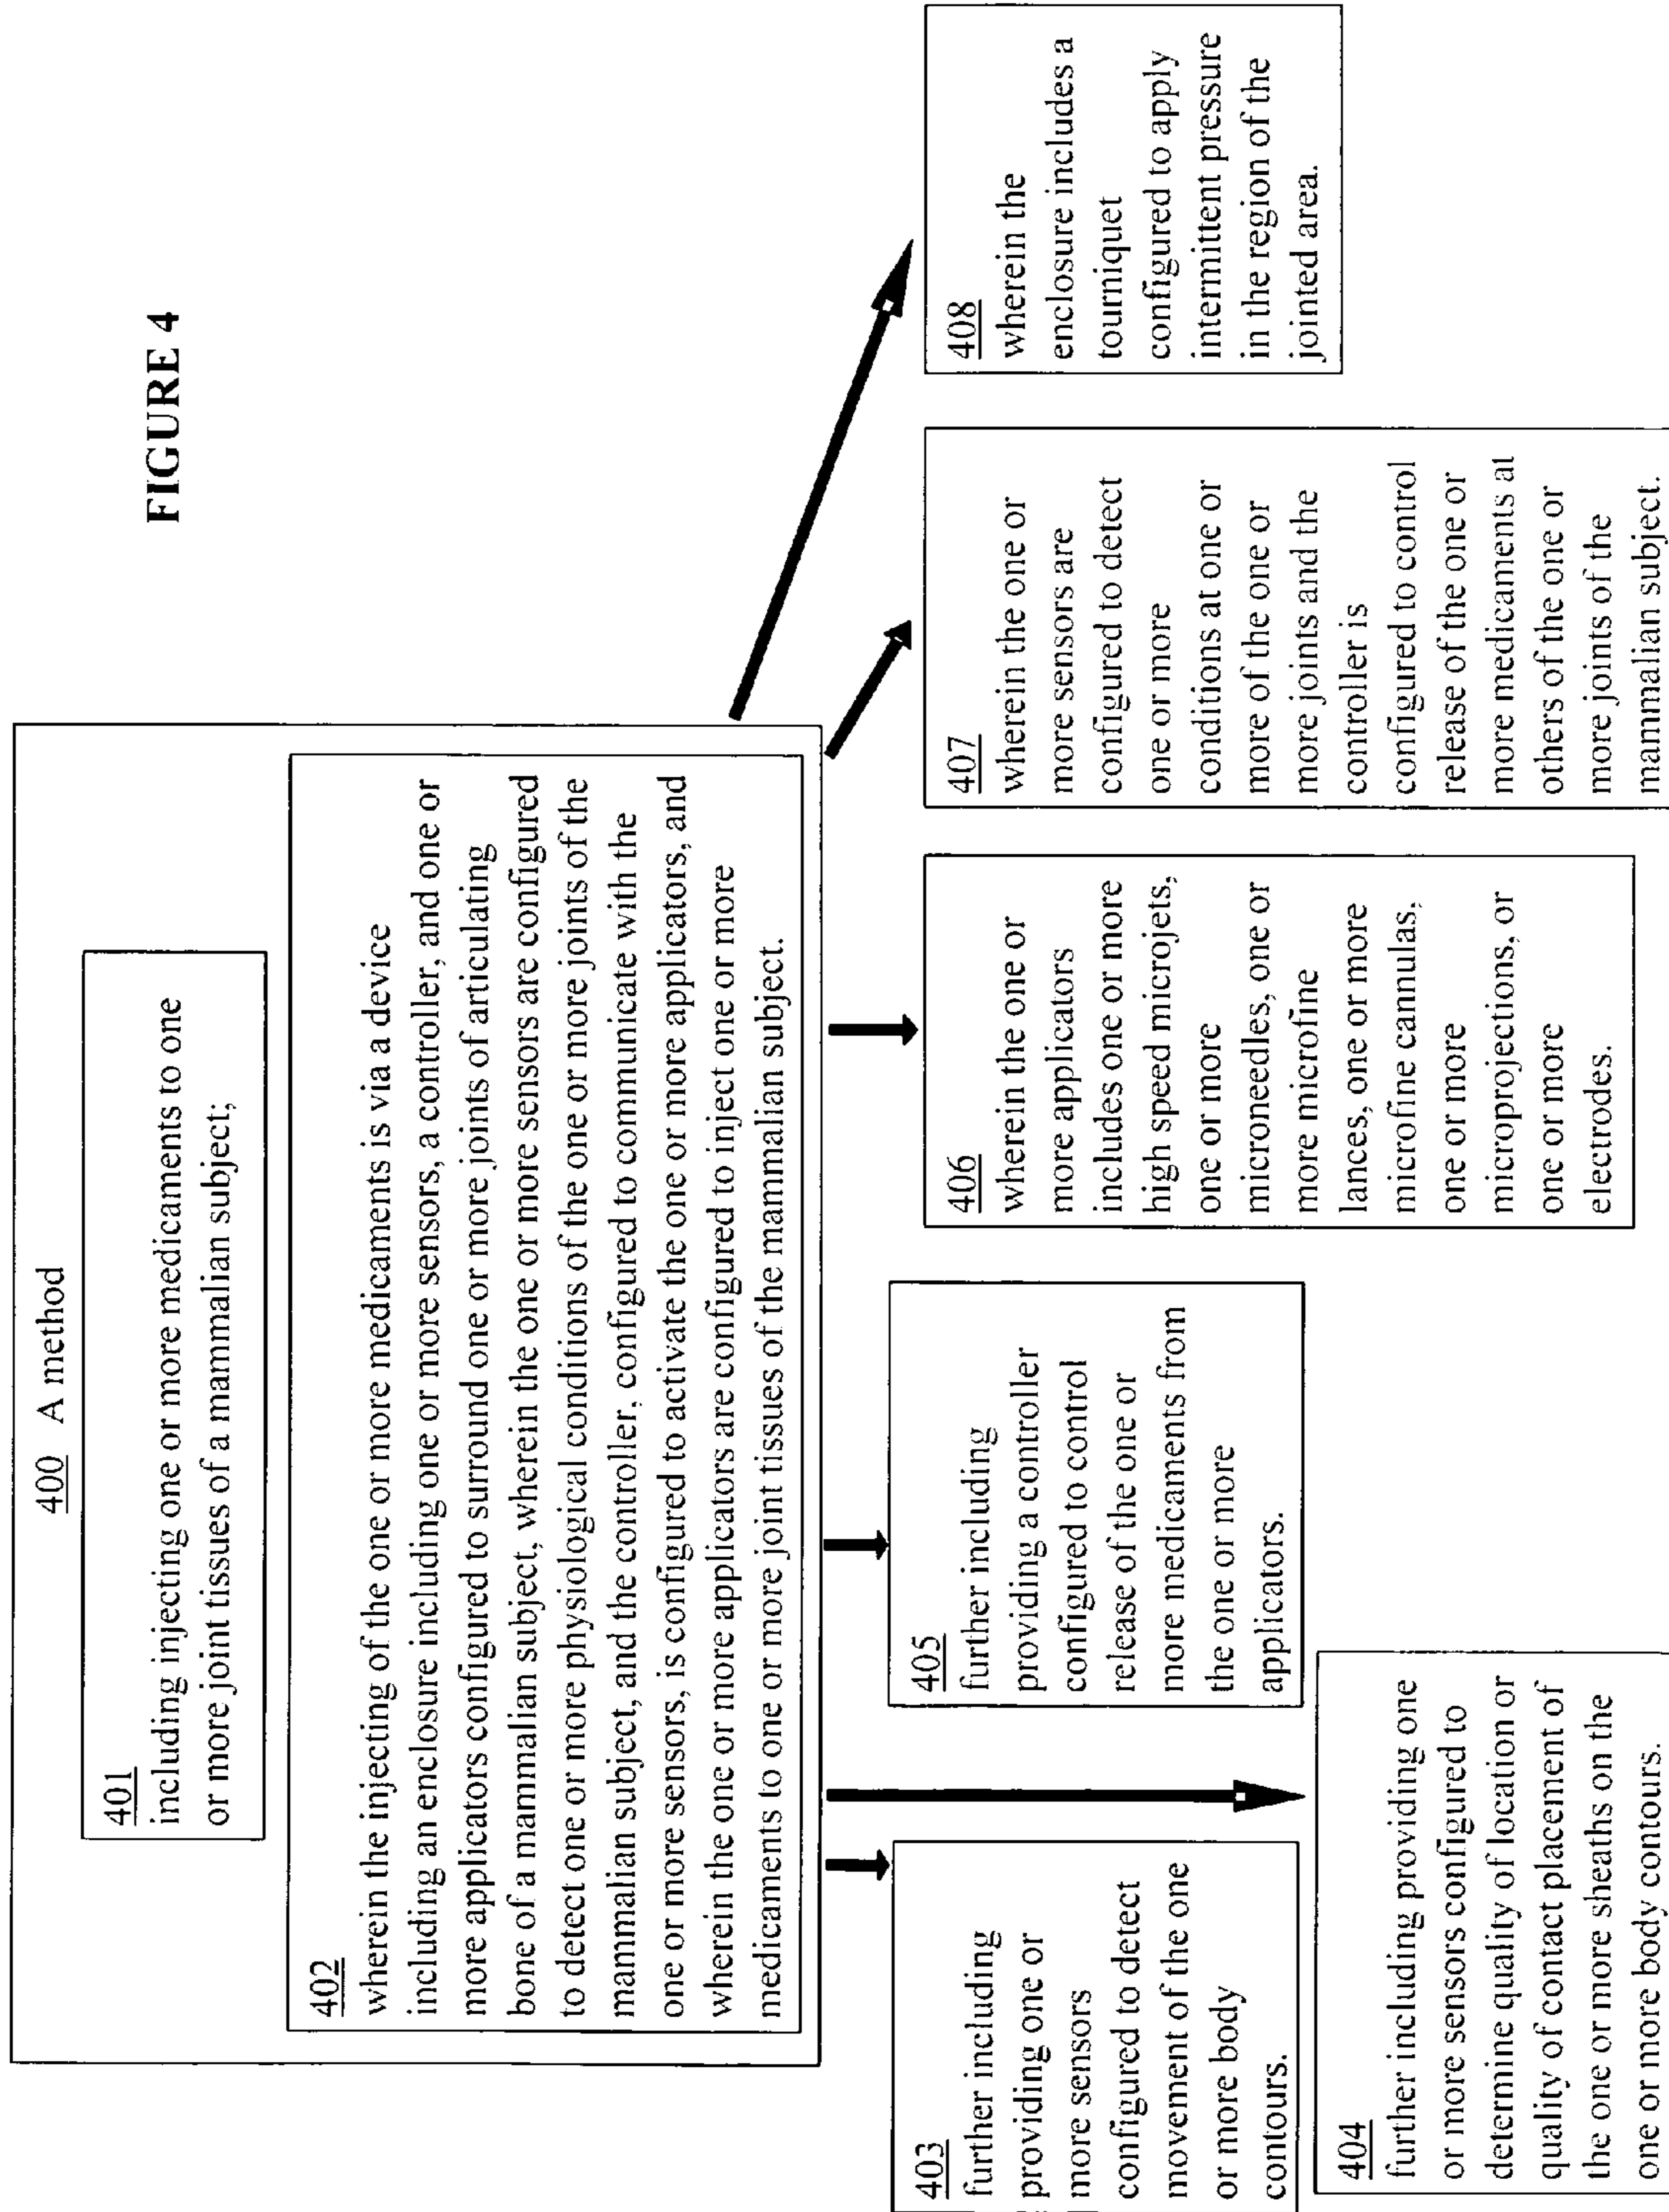 FIGURE 4
400 A method
401
including injecting one or more medicaments to one
or more joint tissues of a mammalian subject;
402
wherein the injecting of the one or more medicaments is via a device
including an enclosure including one or more sensors, a controller, and one or
more applicators configured to surround one or more joints of articulating
bone of a mammalian subject, wherein the one or more sensors are configured
to detect one or more physiological conditions of the one or more joints of the
mammalian subject, and the controller, configured to communicate with the
one or more sensors, is configured to activate the one or more applicators, and
wherein the one or more applicators are configured to inject one or more
medicaments to one or more joint tissues of the mammalian subject.
403
further including
providing one or
more sensors
configured to detect
movement of the one
or more body
contours.
404
further including providing one
or more sensors configured to
determine quality of location or
quality of contact placement of
the one or more sheaths on the
one or more body contours.
405
further including
providing a controller
configured to control
release of the one or
more medicaments from
the one or more
applicators.
406
wherein the one or
more applicators
includes one or more
high speed microjets,
one or more
microneedles, one or
more microfine
lances, one or more
microfine cannulas,
one or more
microprojections, or
one or more
electrodes.
407
wherein the one or
more sensors are
configured to detect
one or more
conditions at one or
more of the one or
more joints and the
controller is
configured to control
release of the one or
more medicaments at
others of the one or
more joints of the
mammalian subject.
408
wherein the
enclosure includes a
tourniquet
configured to apply
intermittent pressure
in the region of the
jointed area.